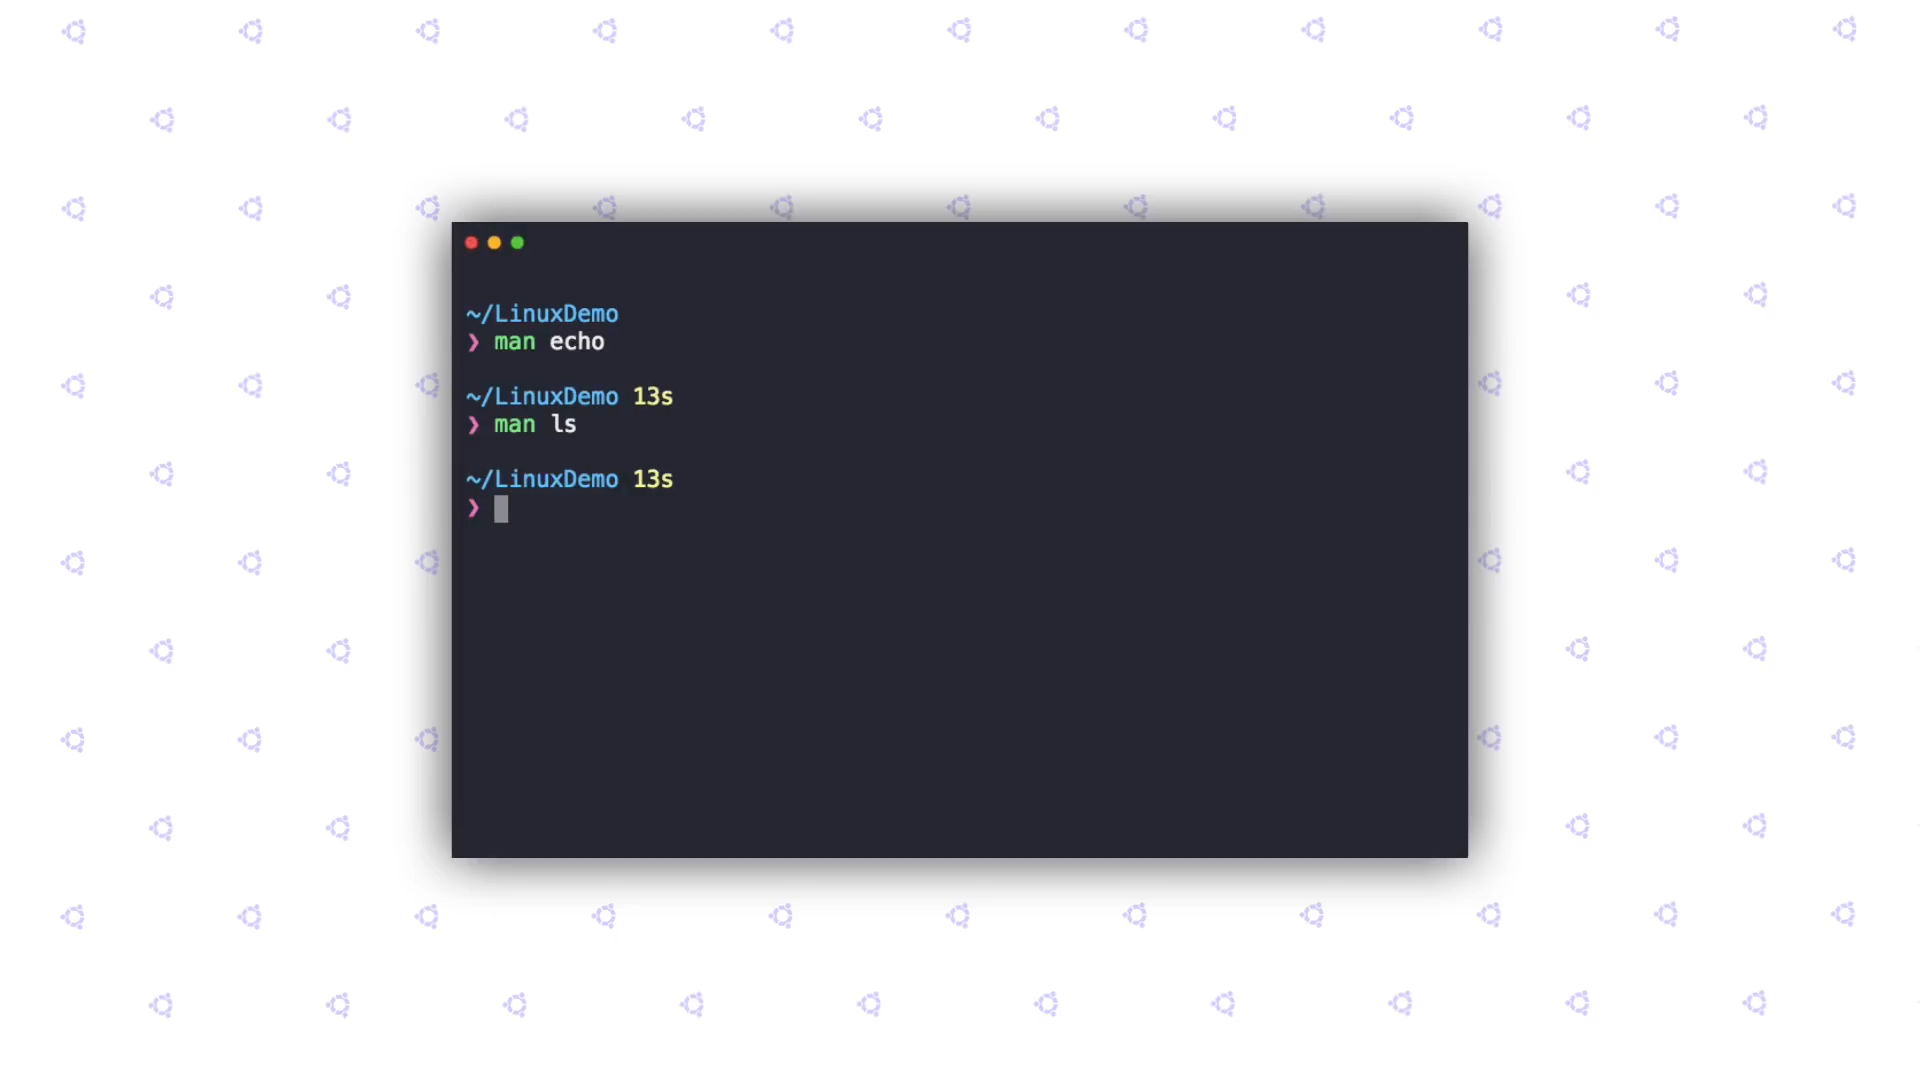 ~/LinuxDemo
❯ man echo
~/LinuxDemo 13s
❯ man ls
~/LinuxDemo 13s
❯